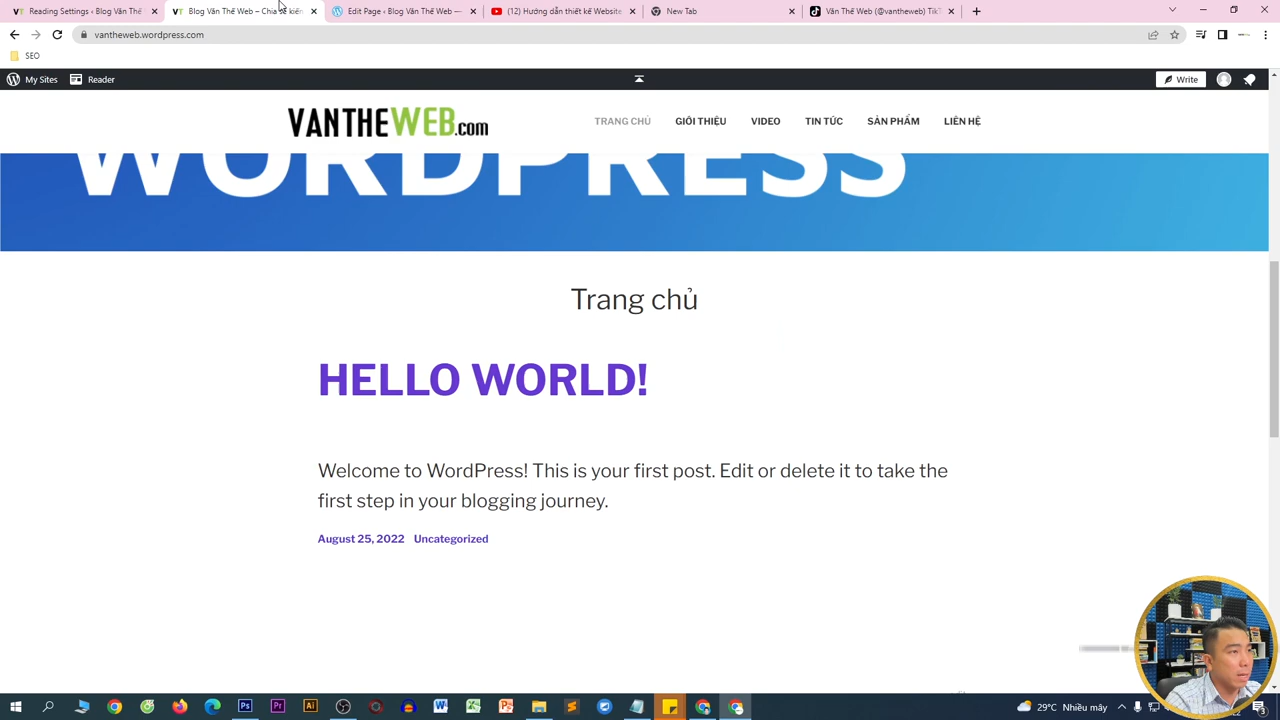 Reading Settings ‹ Blog Văn Thế
Blog Văn Thế Web – Chia sẻ kiến
Edit Page ‹ Blog Văn Thế Web —
(12) Hướng dẫn thiết kế Website
New Tab
Văn Thế Web (@vantheweb) Tik
vantheweb.wordpress.com
SEO
My Sites
Reader
Write
VANTHEWEB.com
TRANG CHỦ
GIỚI THIỆU
VIDEO
TIN TỨC
SẢN PHẨM
LIÊN HỆ
WORDPRESS
Trang chủ
HELLO WORLD!
Welcome to WordPress! This is your first post. Edit or delete it to take the
first step in your blogging journey.
August 25, 2022 Uncategorized
29°C Nhiều mây